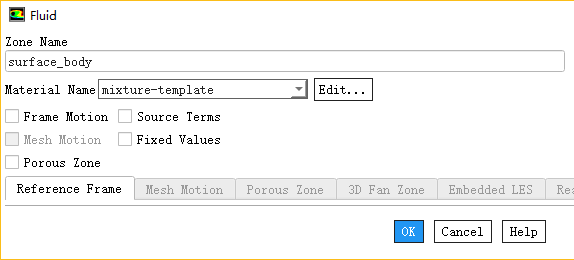 Fluid
Zone Name
surface_body
Material Name mixture-template Edit...
Frame Motion Source Terms
Mesh Motion Fixed Values
Porous Zone
Reference Frame Mesh Motion Porous Zone 3D Fan Zone Embedded LES Rea
OK Cancel Help